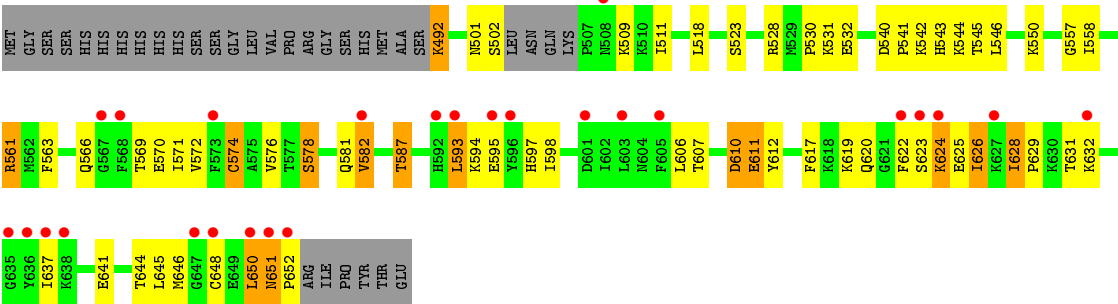 MET GLY SER SER HIS HIS HIS HIS HIS HIS SER SER GLY LEU VAL PRO ARG GLY SER HIS MET ALA SER K492 N501 S502 LEU ASN GLN LYS P507 N508 K509 K510 I511 L518 S523 R528 M529 P530 K531 E532 D540 P541 K542 H543 K544 T545 L546 K550 G557 I558
R561 M562 F563 Q566 G567 F568 T569 E570 I571 V572 F573 C574 A575 V576 T577 S578 Q581 V582 T587 H592 L593 K594 E595 Y596 H597 I598 D601 I602 L603 N604 F605 L606 T607 D610 E611 Y612 F617 K618 K619 Q620 G621 F622 S623 K624 E625 I626 K627 I628 P629 K630 T631 K632
G635 Y636 I637 K638 E641 T644 L645 M646 G647 C648 E649 L650 N651 P652 ARG ILE PRO TYR THR GLU